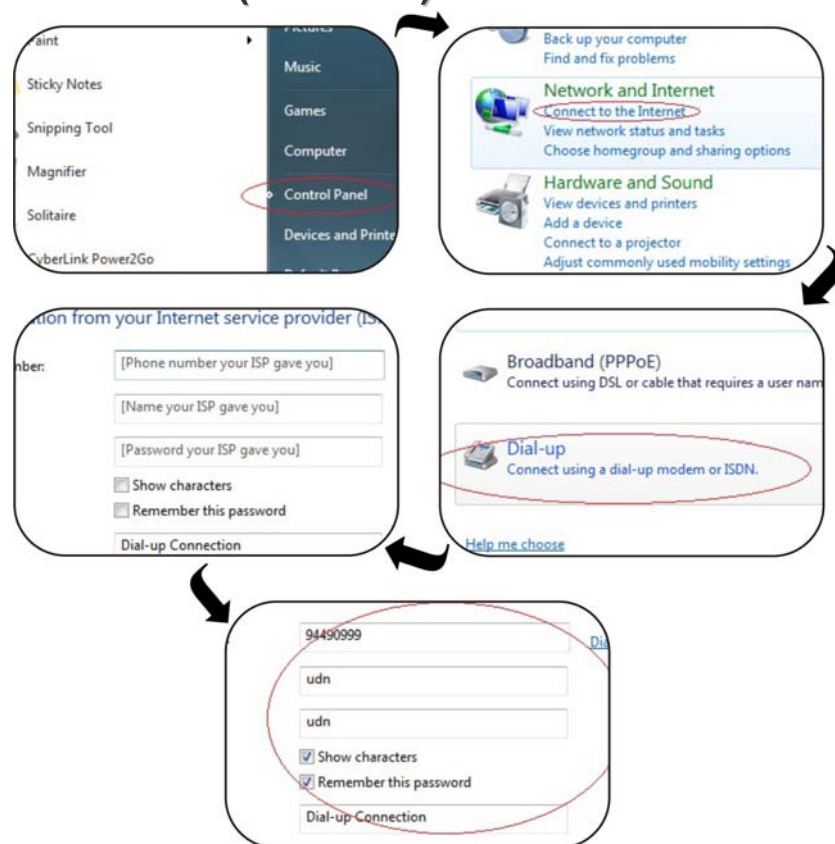 Paint
Pictures
Sticky Notes
Music
Snipping Tool
Games
Magnifier
Computer
Solitaire
Control Panel
CyberLink Power2Go
Devices and Printe
Back up your computer
Find and fix problems
Network and Internet
Connect to the Internet
View network status and tasks
Choose homegroup and sharing options
Hardware and Sound
View devices and printers
Add a device
Connect to a projector
Adjust commonly used mobility settings
Broadband (PPPoE)
Connect using DSL or cable that requires a user nam
Dial-up
Connect using a dial-up modem or ISDN.
Help me choose
tion from your Internet service provider (IS
nber:
[Phone number your ISP gave you]
[Name your ISP gave you]
[Password your ISP gave you]
Show characters
Remember this password
Dial-up Connection
94490999
Di
udn
udn
Show characters
Remember this password
Dial-up Connection